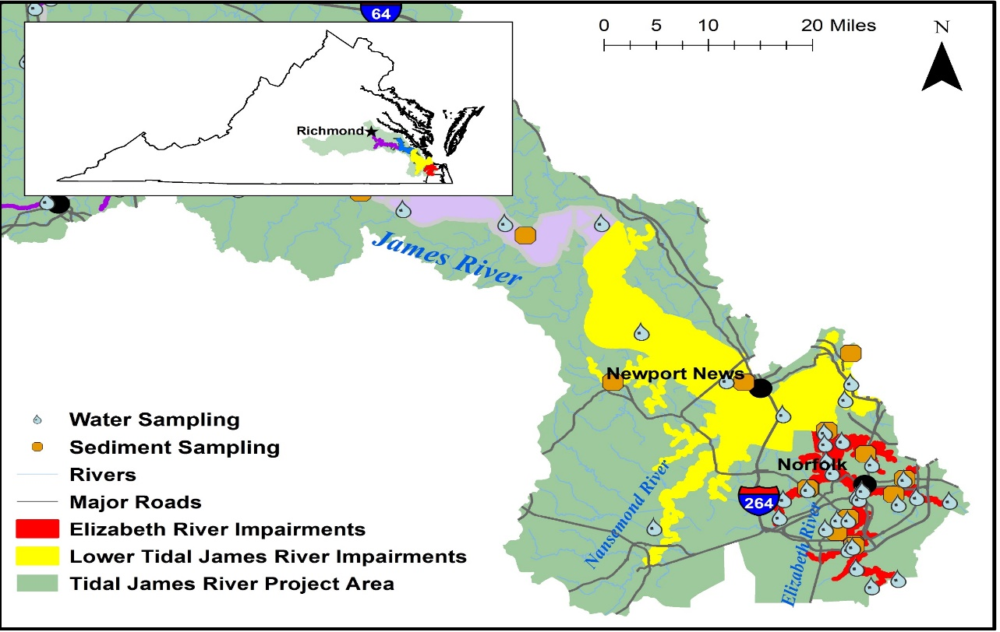 64
0 5 10 20 Miles
N
Richmond
James River
Newport News
Norfolk
264
Nansemond River
Elizabeth River
Water Sampling
Sediment Sampling
Rivers
Major Roads
Elizabeth River Impairments
Lower Tidal James River Impairments
Tidal James River Project Area